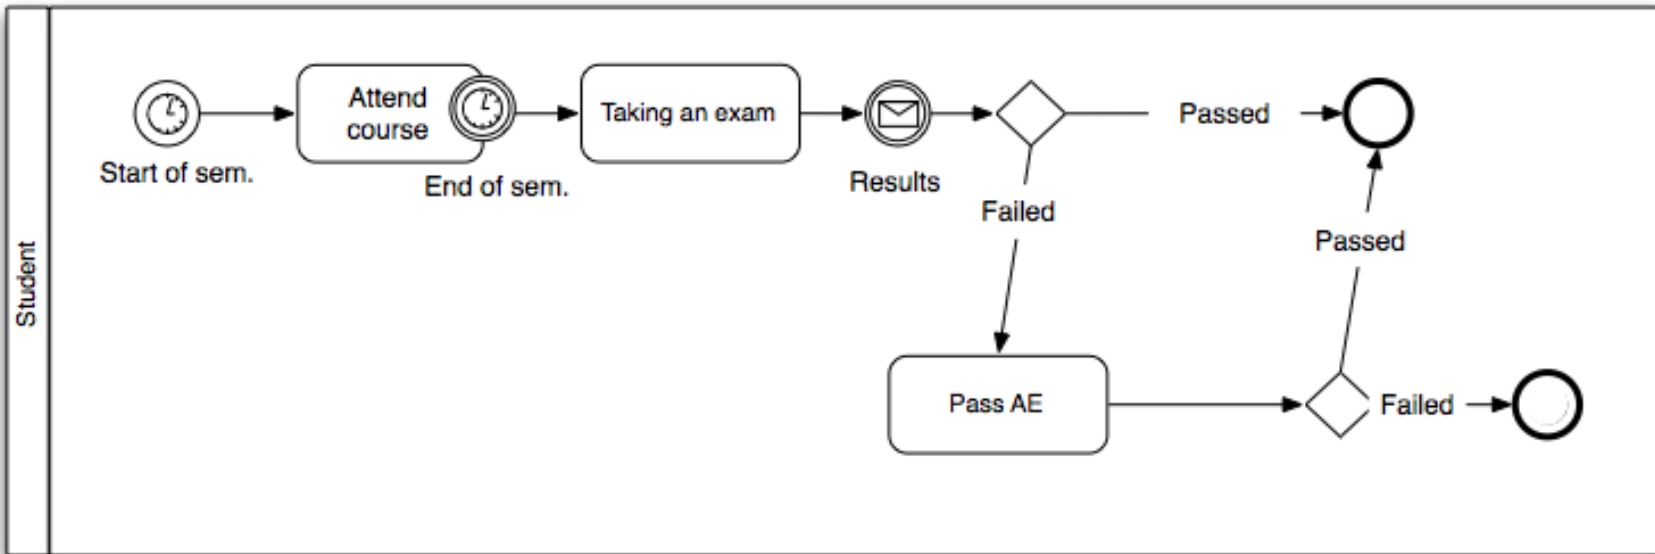 Student
Start of sem.
Attend
course
End of sem.
Taking an exam
Results
Passed
Failed
Passed
Pass AE
Failed